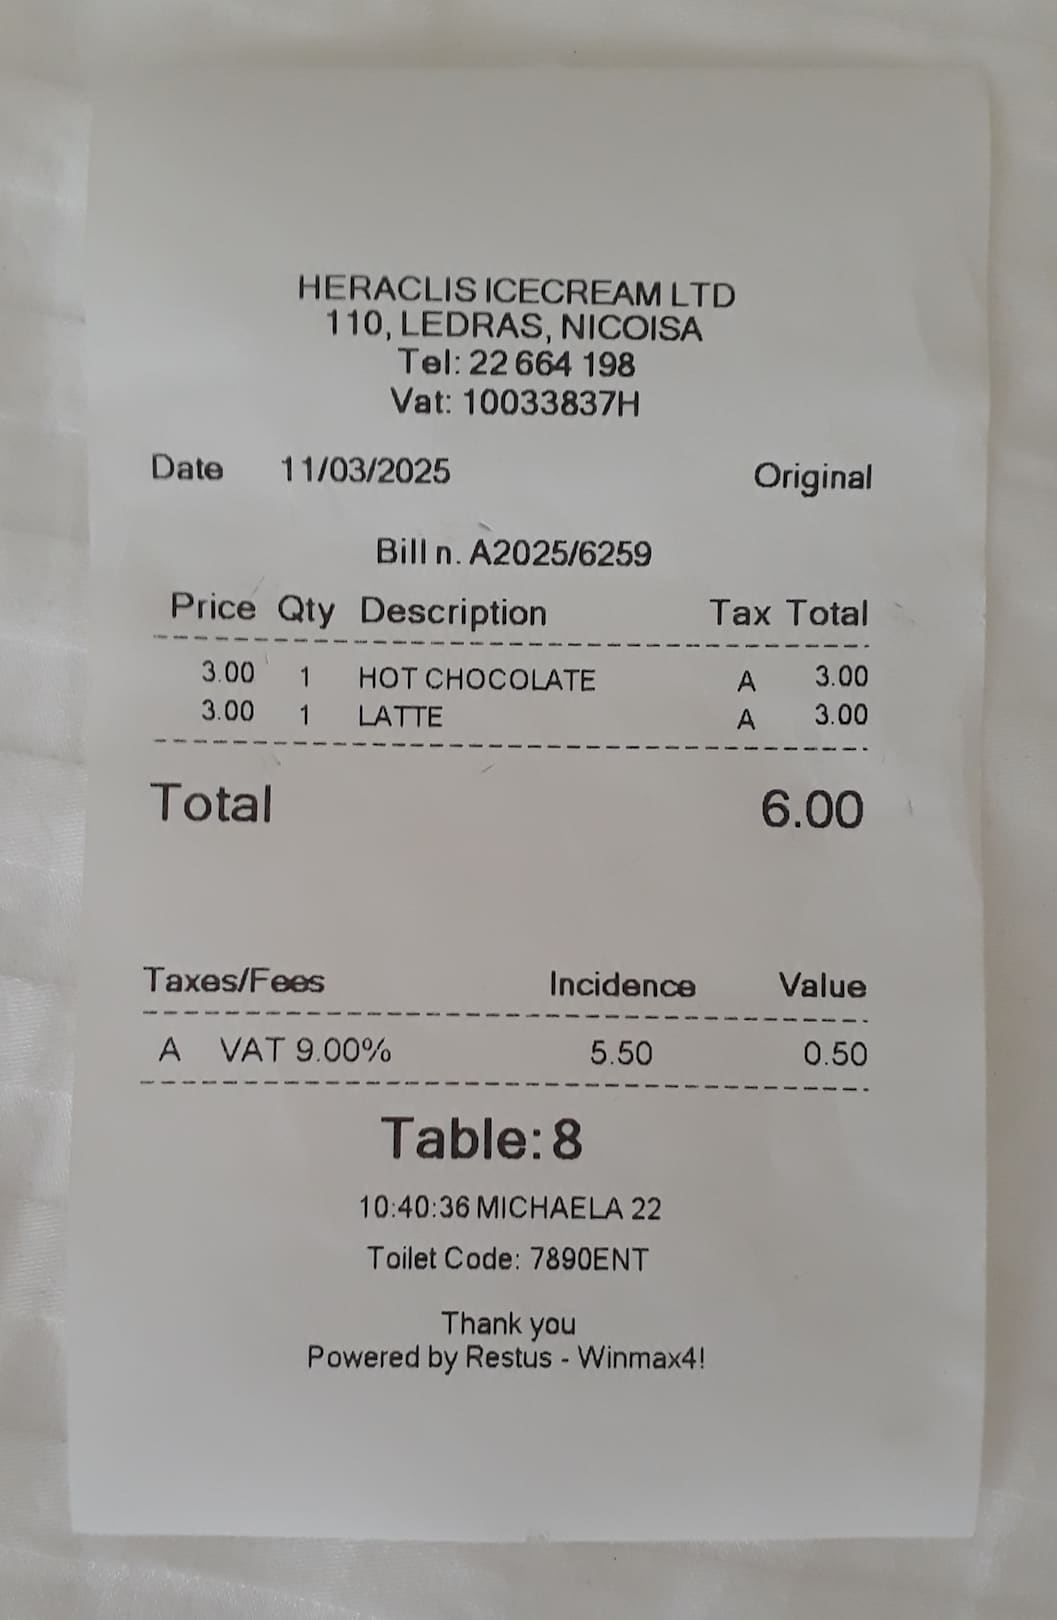 HERACLIS ICECREAM LTD
110, LEDRAS, NICOISA
Tel: 22 664 198
Vat: 10033837H
Date 11/03/2025 Original
Bill n. A2025/6259
Price Qty Description Tax Total
3.00 1 HOT CHOCOLATE A 3.00
3.00 1 LATTE A 3.00
Total 6.00
Taxes/Fees Incidence Value
A VAT 9.00% 5.50 0.50
Table: 8
10:40:36 MICHAELA 22
Toilet Code: 7890ENT
Thank you
Powered by Restus - Winmax4!